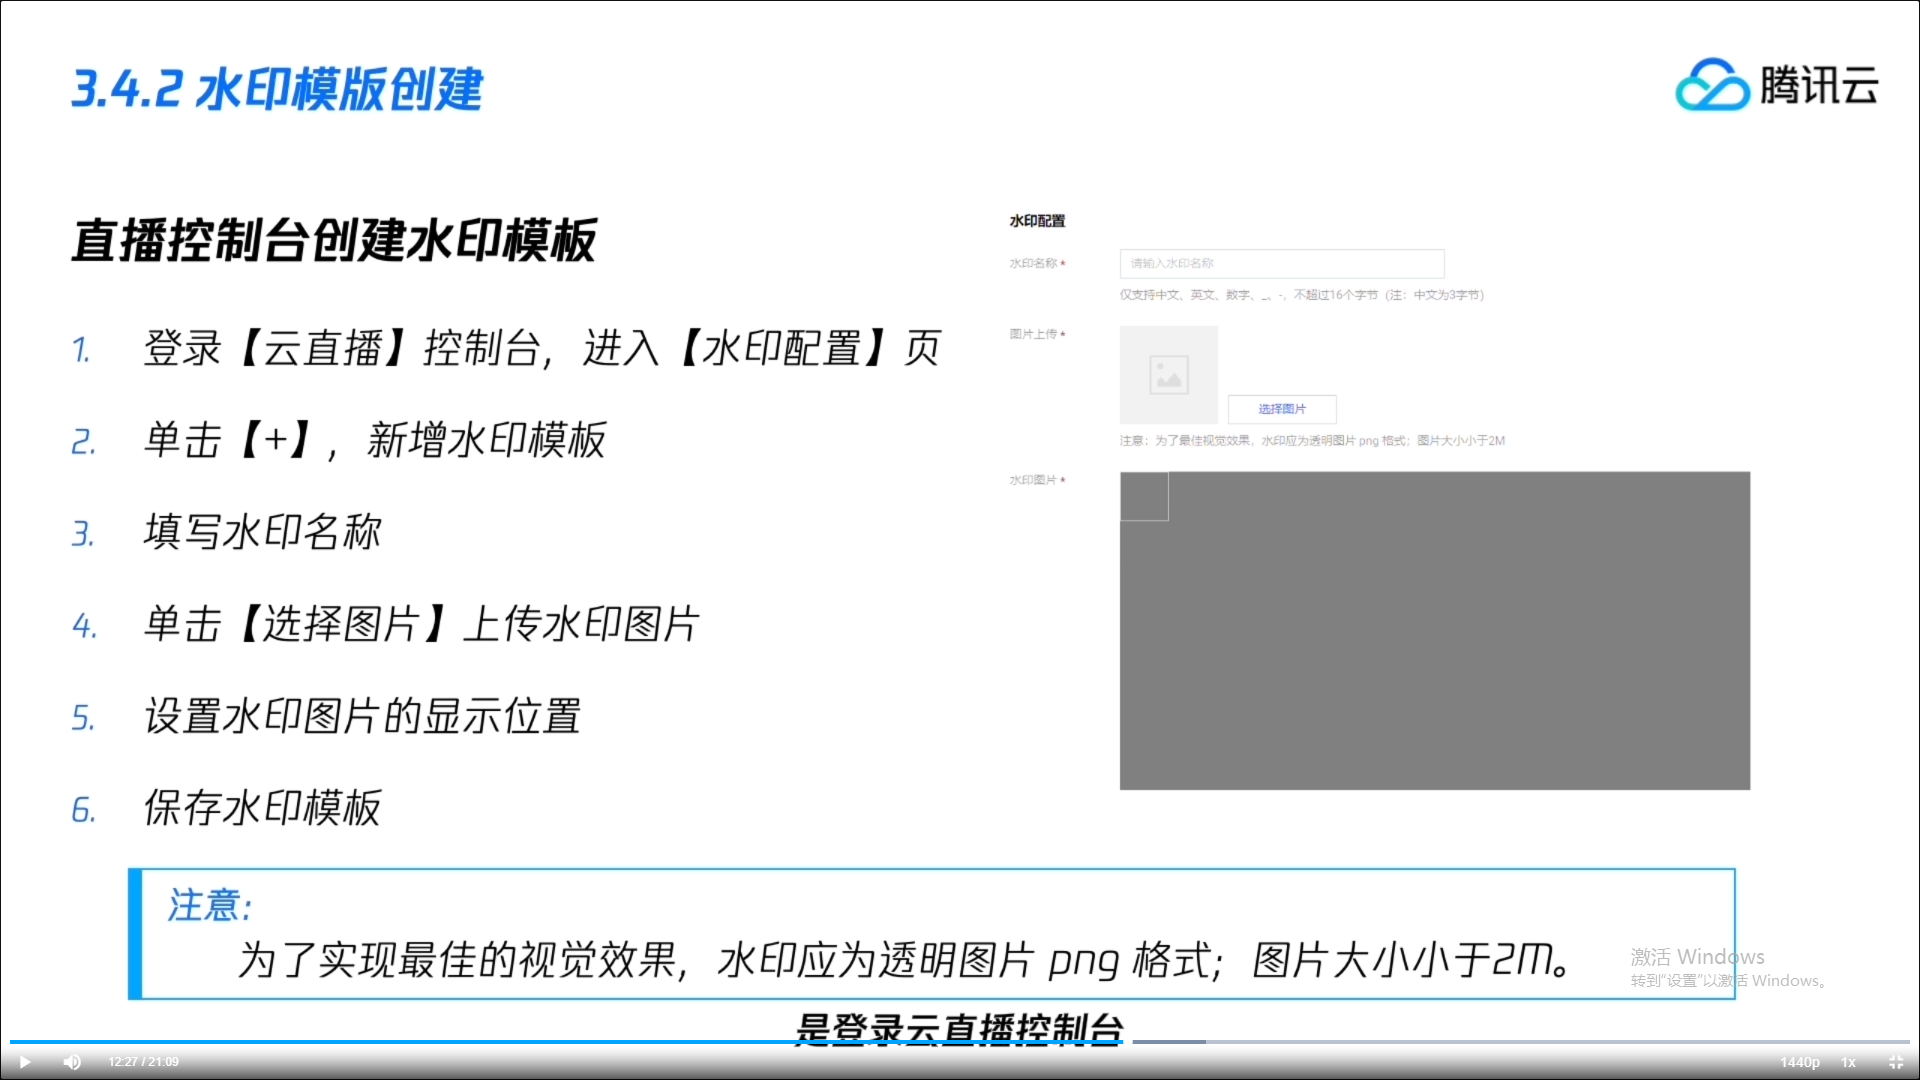 3.4.2 水印模版创建
腾讯云
直播控制台创建水印模板
1. 登录【云直播】控制台，进入【水印配置】页
2. 单击【+】，新增水印模板
3. 填写水印名称
4. 单击【选择图片】上传水印图片
5. 设置水印图片的显示位置
6. 保存水印模板
水印配置
水印名称 *
请输入水印名称
仅支持中文、英文、数字、_、-，不超过16个字节（注：中文为3字节）
图片上传 *
选择图片
注意：为了最佳视觉效果，水印应为透明图片 png 格式；图片大小小于2M
水印图片 *
注意：
为了实现最佳的视觉效果，水印应为透明图片 png 格式；图片大小小于2M。
激活 Windows
转到“设置”以激活 Windows。
是登录云直播控制台
12:27 / 21:09
1440p
1x